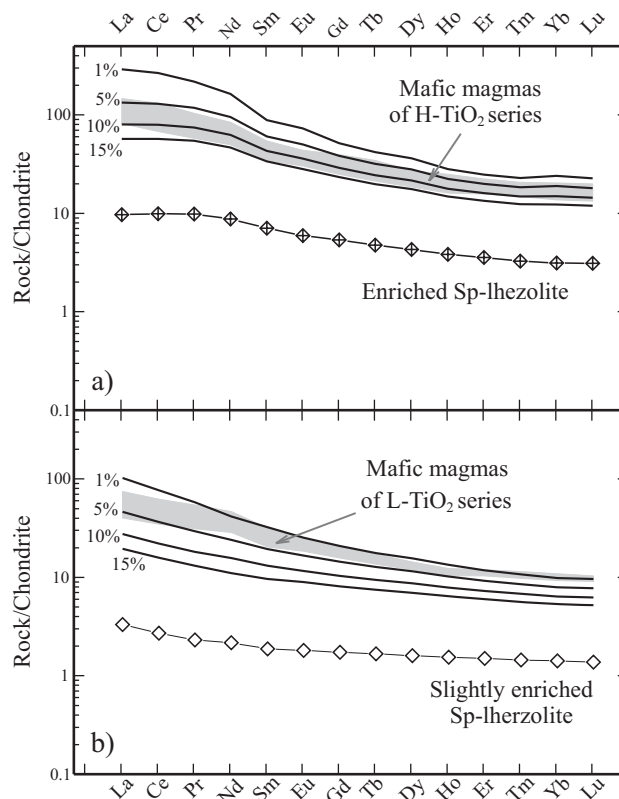 La Ce Pr Nd Sm Eu Gd Tb Dy Ho Er Tm Yb Lu
1%
5%
10%
15%
100
10
1
0.1
Rock/Chondrite
Mafic magmas
of H-TiO2 series
Enriched Sp-lhezolite
a)
1%
5%
10%
15%
100
10
1
0.1
Rock/Chondrite
Mafic magmas
of L-TiO2 series
Slightly enriched
Sp-lherzolite
b)
La Ce Pr Nd Sm Eu Gd Tb Dy Ho Er Tm Yb Lu